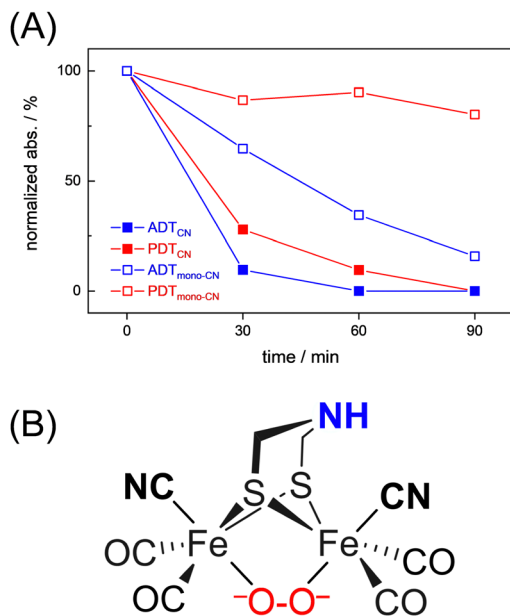 (A)
normalized abs. / %
100
50
0
ADT_CN
PDT_CN
ADT_mono-CN
PDT_mono-CN
0 30 60 90
time / min
(B)
NH
NC S S CN
OC Fe Fe CO
OC ⁻O-O⁻ CO